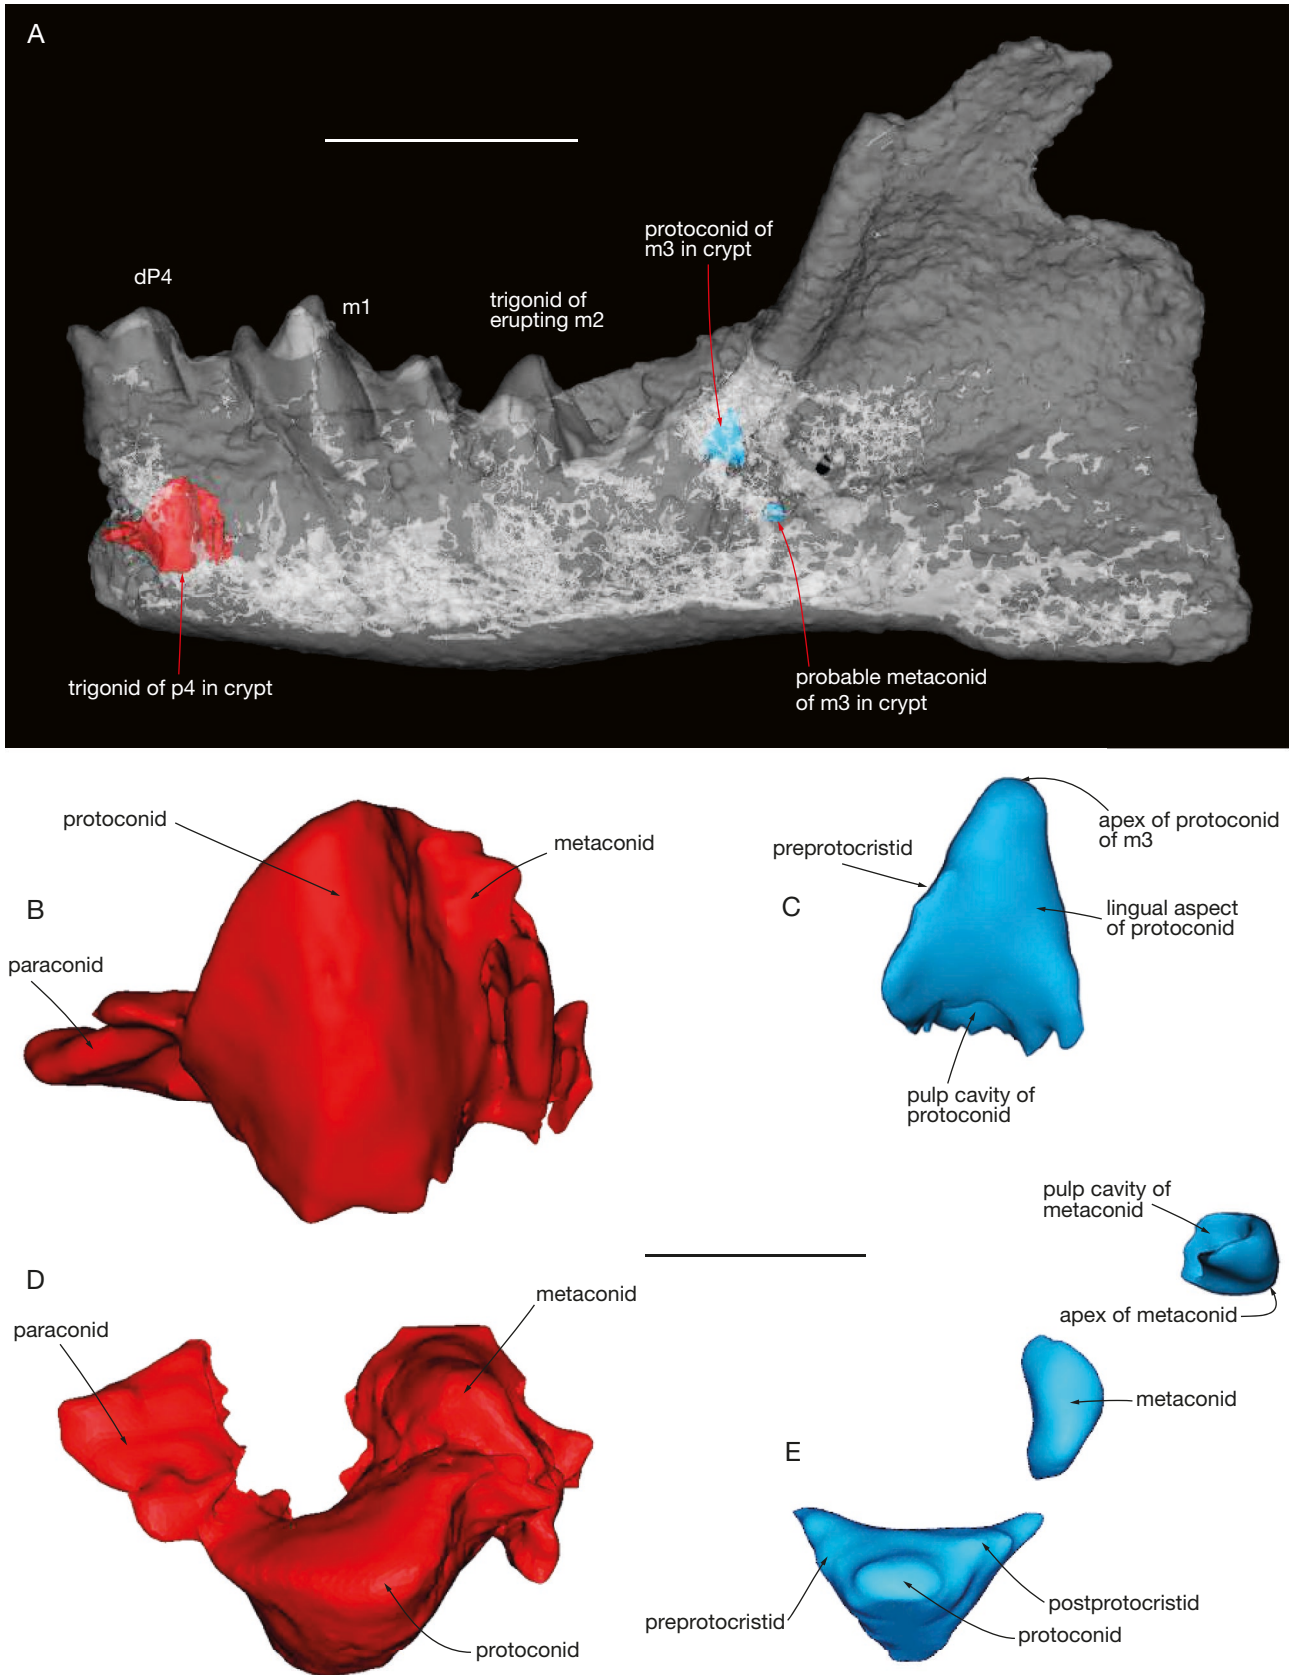 A
protoconid of
m3 in crypt
dP4
m1
trigonid of
erupting m2
trigonid of p4 in crypt
probable metaconid
of m3 in crypt
protoconid
metaconid
B
paraconid
apex of protoconid
of m3
preprotocristid
C
lingual aspect
of protoconid
pulp cavity of
protoconid
pulp cavity of
metaconid
apex of metaconid
D
metaconid
paraconid
protoconid
metaconid
E
postprotocristid
preprotocristid
protoconid